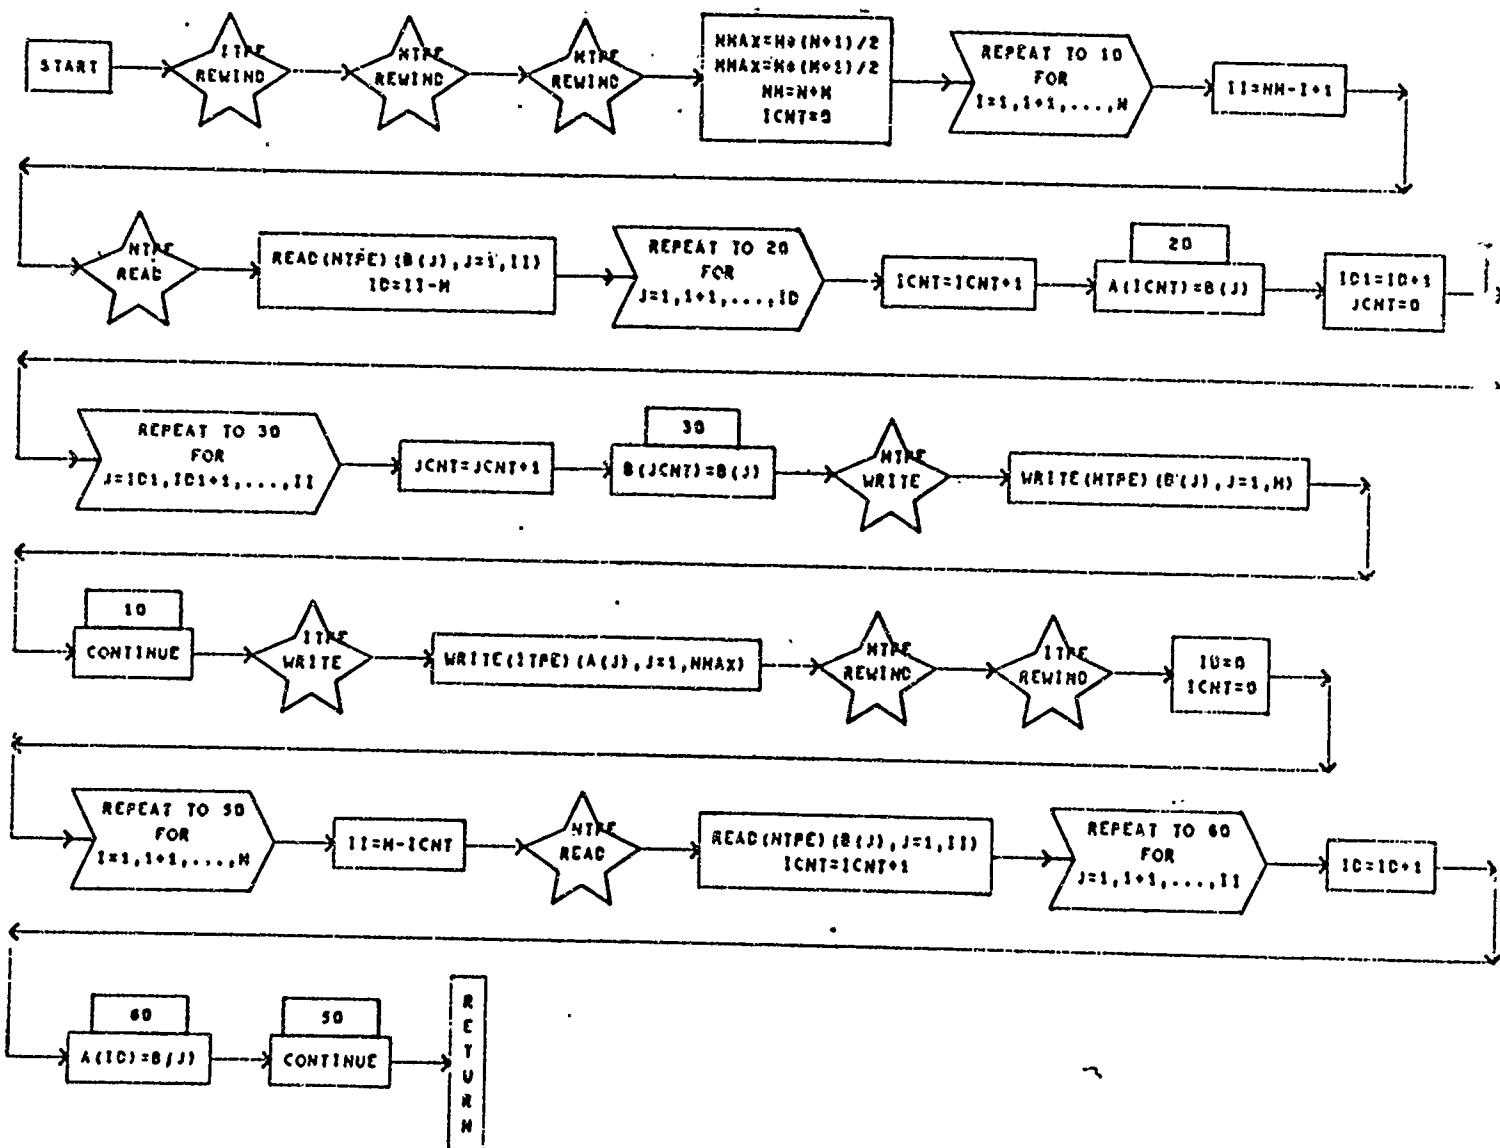 START
ITPE
REWIND
MTPE
REWIND
NTPE
REWIND
NMAX=N*(N+1)/2
MMAX=M*(M+1)/2
NM=N+M
ICNT=0
REPEAT TO 10
FOR
I=1,1+1,...,N
II=NM-I+1
NTPE
READ
READ(NTPE)(B(J),J=1,II)
ID=II-M
REPEAT TO 20
FOR
J=1,1+1,...,ID
ICNT=ICNT+1
20
A(ICNT)=B(J)
ID1=ID+1
JCNT=0
REPEAT TO 30
FOR
J=ID1,ID1+1,...,II
JCNT=JCNT+1
30
B(JCNT)=B(J)
MTPE
WRITE
WRITE(MTPE)(B(J),J=1,M)
10
CONTINUE
ITPE
WRITE
WRITE(ITPE)(A(J),J=1,NMAX)
MTPE
REWIND
ITPE
REWIND
ID=0
ICNT=0
REPEAT TO 50
FOR
I=1,1+1,...,M
II=M-ICNT
NTPE
READ
READ(NTPE)(B(J),J=1,II)
ICNT=ICNT+1
REPEAT TO 60
FOR
J=1,1+1,...,II
ID=ID+1
60
A(ID)=B(J)
50
CONTINUE
RETURN